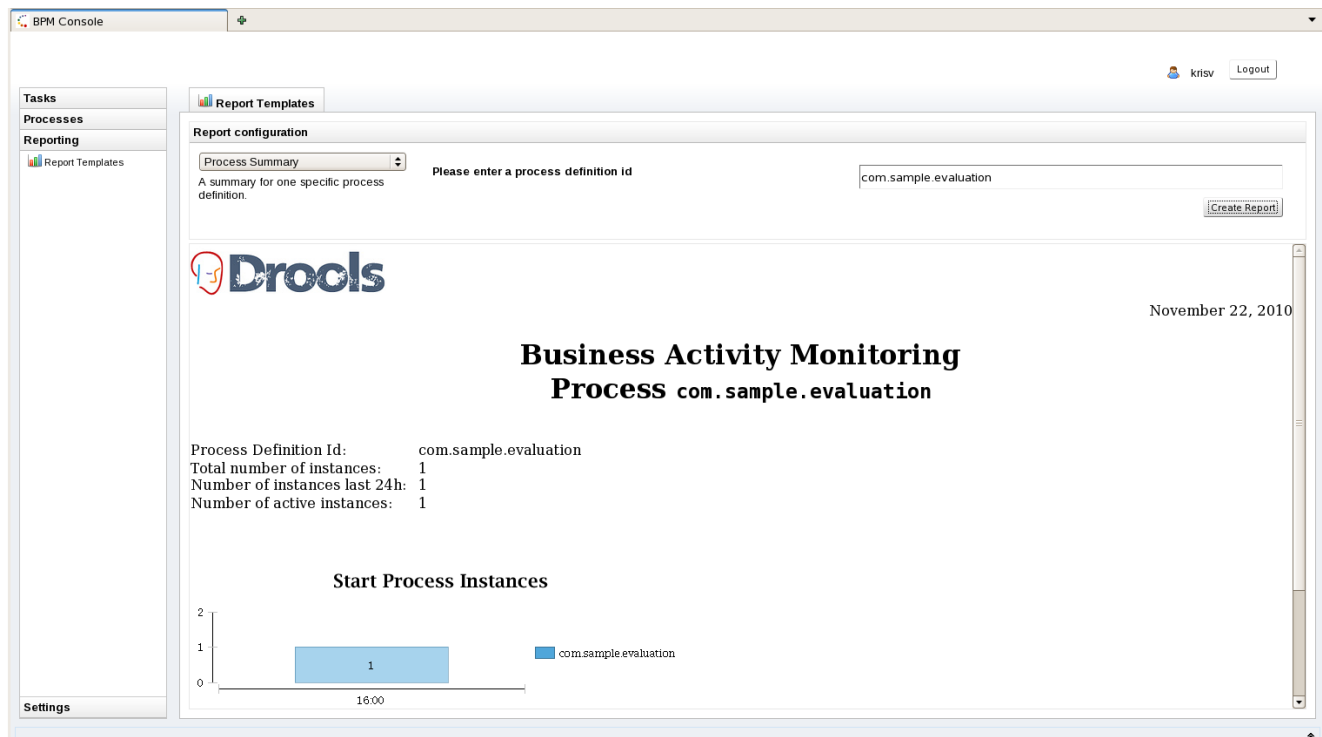 BPM Console
krisv Logout
Tasks
Processes
Reporting
Report Templates
Settings
Report Templates
Report configuration
Process Summary
A summary for one specific process
definition.
Please enter a process definition id
com.sample.evaluation
Create Report
Drools
November 22, 2010
Business Activity Monitoring
Process com.sample.evaluation
Process Definition Id: com.sample.evaluation
Total number of instances: 1
Number of instances last 24h: 1
Number of active instances: 1
Start Process Instances
2
1
0
1
16:00
com.sample.evaluation